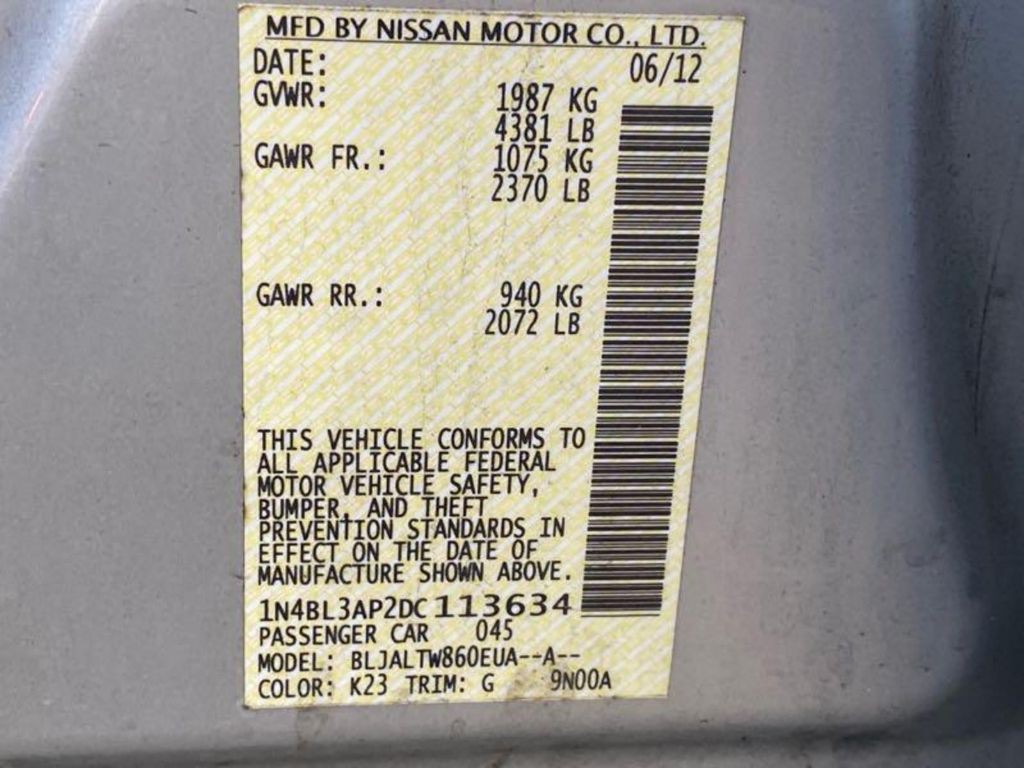 MFD BY NISSAN MOTOR CO., LTD.
DATE: 06/12
GVWR: 1987 KG
4381 LB
GAWR FR.: 1075 KG
2370 LB
GAWR RR.: 940 KG
2072 LB
THIS VEHICLE CONFORMS TO
ALL APPLICABLE FEDERAL
MOTOR VEHICLE SAFETY,
BUMPER, AND THEFT
PREVENTION STANDARDS IN
EFFECT ON THE DATE OF
MANUFACTURE SHOWN ABOVE.
1N4BL3AP2DC113634
PASSENGER CAR 045
MODEL: BLJALTW860EUA--A--
COLOR: K23 TRIM: G 9N00A